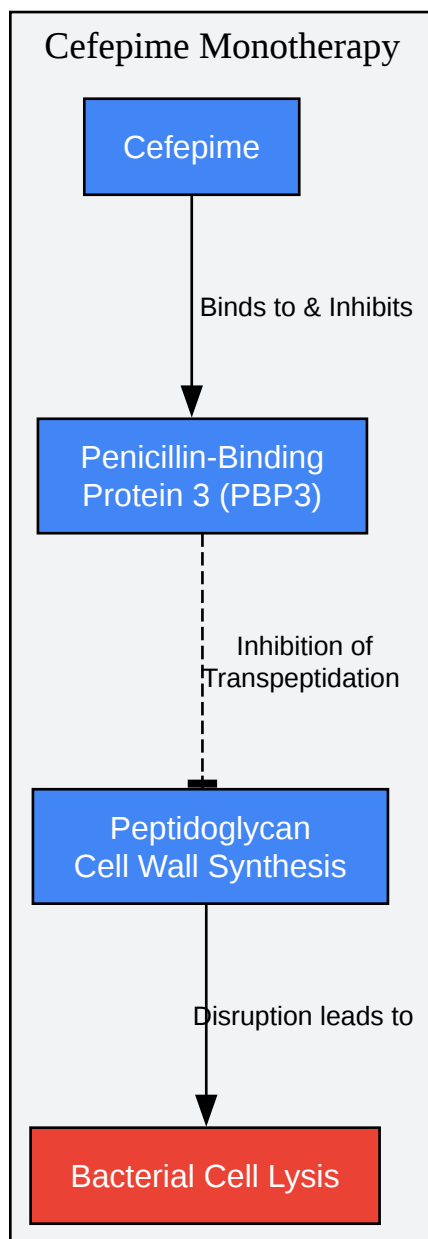 Cefepime Monotherapy
Cefepime
Binds to & Inhibits
Penicillin-Binding
Protein 3 (PBP3)
Inhibition of
Transpeptidation
Peptidoglycan
Cell Wall Synthesis
Disruption leads to
Bacterial Cell Lysis